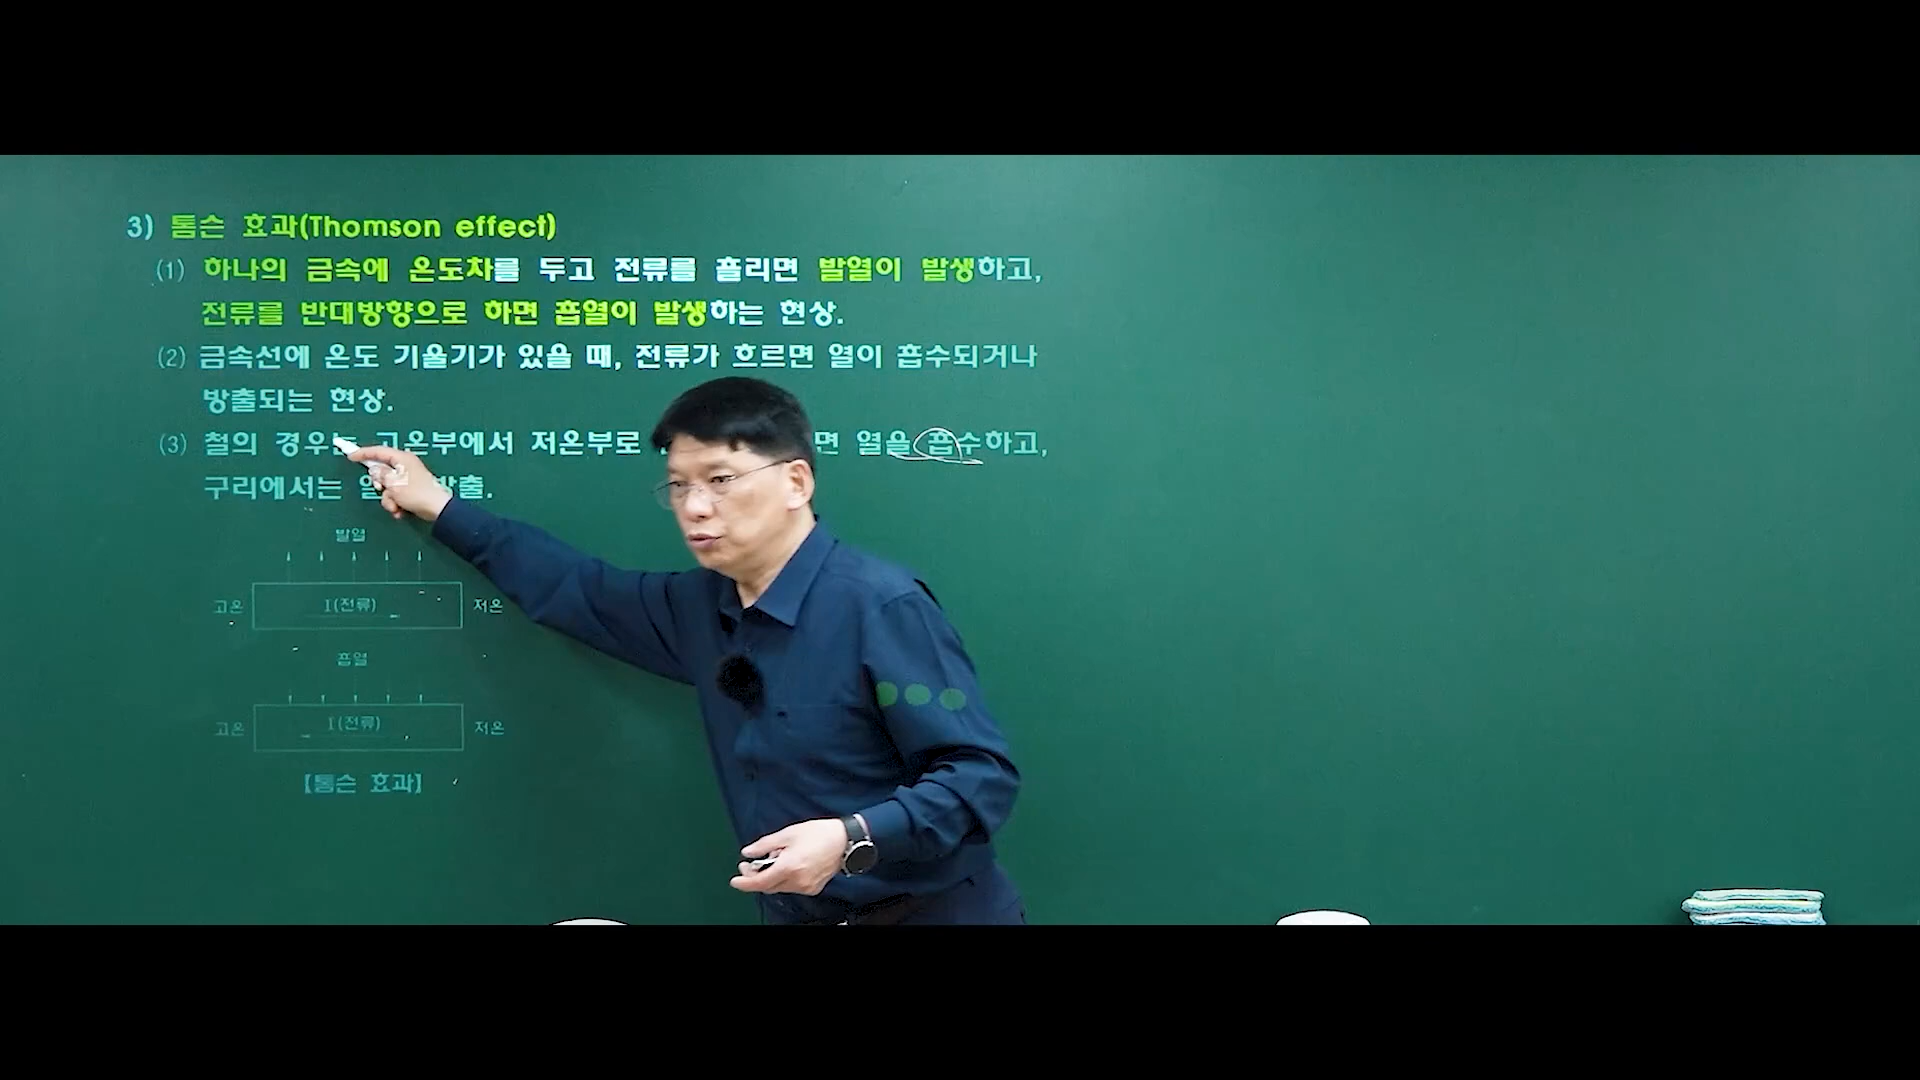 3) 톰슨 효과(Thomson effect)
(1) 하나의 금속에 온도차를 두고 전류를 흘리면 발열이 발생하고,
전류를 반대방향으로 하면 흡열이 발생하는 현상.
(2) 금속선에 온도 기울기가 있을 때, 전류가 흐르면 열이 흡수되거나
방출되는 현상.
(3) 철의 경우는 고온부에서 저온부로 면 열을 흡수하고,
구리에서는 방출.
발열
고온 I(전류) 저온
흡열
고온 I(전류) 저온
[톰슨 효과]